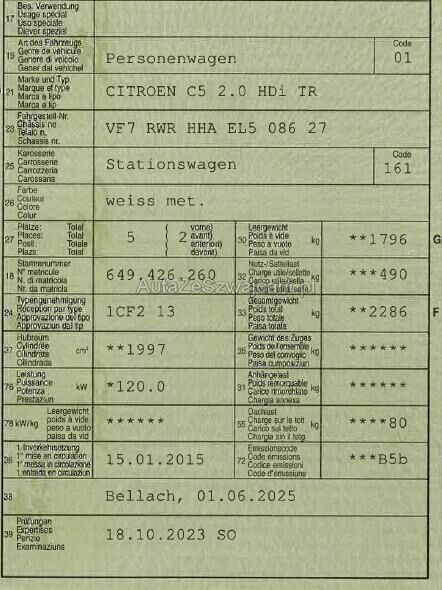 17 Bes. Verwendung
Usage spécial
Uso speciale
Diever spezial
19 Art des Fahrzeugs
Genre de véhicule
Genere di veicolo
Gener dal vehichel
Personenwagen
Code
01
21 Marke und Typ
Marque et type
Marca e tipo
Marca e tip
CITROEN C5 2.0 HDi TR
23 Fahrgestell-Nr.
Châssis no
Telaio n.
Schassis nr.
VF7 RWR HHA EL5 086 27
25 Karosserie
Carrosserie
Carrozzeria
Carossaria
Stationswagen
Code
161
26 Farbe
Couleur
Colore
Colur
weiss met.
27 Plätze: Total
Places: Total
Posti: Totale
Plazs: Total
5 ( 2 vorne)
( avant)
( anteriori)
( davant)
30 Leergewicht
Poids à vide
Peso a vuoto
Paisa da vid
kg
**1796
G
18 Stammnummer
N° matricule
N. di matricola
Nr. da matricla
649.426.260
32 Nutz-/Sattellast
Charge utile/sellette
Carico utile/sella
kg
***490
24 Typengenehmigung
Réception par type
Approvazione del tipo
Approvaziun dal tip
1CF2 13
33 Gesamtgewicht
Poids total
Peso totale
Paisa totala
kg
**2286
F
37 Hubraum
Cylindrée
Cilindrata
Cilindrada
cm³
**1997
35 Gewicht des Zuges
Poids de l'ensemble
Peso del convoglio
Paisa cumposiziun
kg
******
76 Leistung
Puissance
Potenza
Prestaziun
kW
*120.0
31 Anhängelast
Poids remorquable
Carico rimorchiato
Chargia annexa
kg
******
78 kW/kg
Leergewicht
poids à vide
peso a vuoto
paisa da vid
******
55 Dachlast
Charge sur le toit
Carico sul tetto
Chargia sin il tetg
kg
****80
36 1. Inverkehrsetzung
1re mise en circulation
1a messa in circolazione
1. entrada en circulaziun
15.01.2015
72 Emissionscode
Code émissions
Codice emissioni
Code d'emissiuns
***B5b
38
Bellach, 01.06.2025
39 Prüfungen
Expertises
Perizie
Examinaziuns
18.10.2023 SO